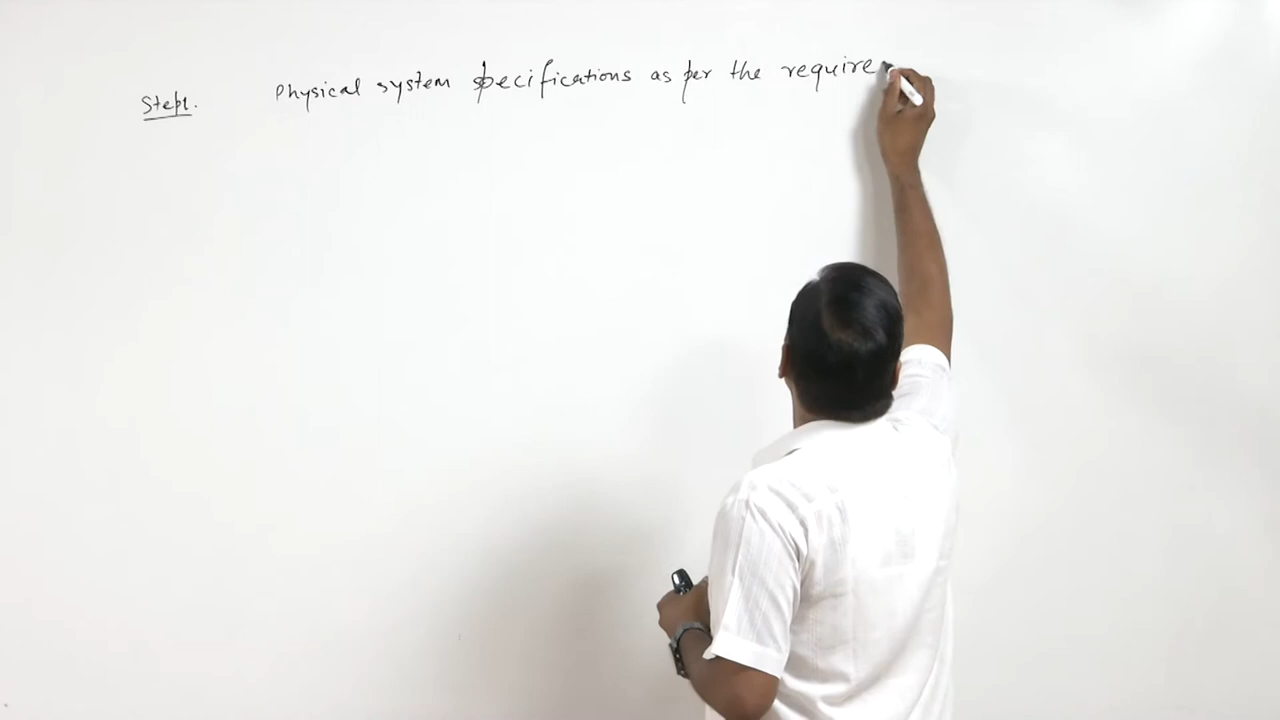 Step1. Physical system specifications as per the require